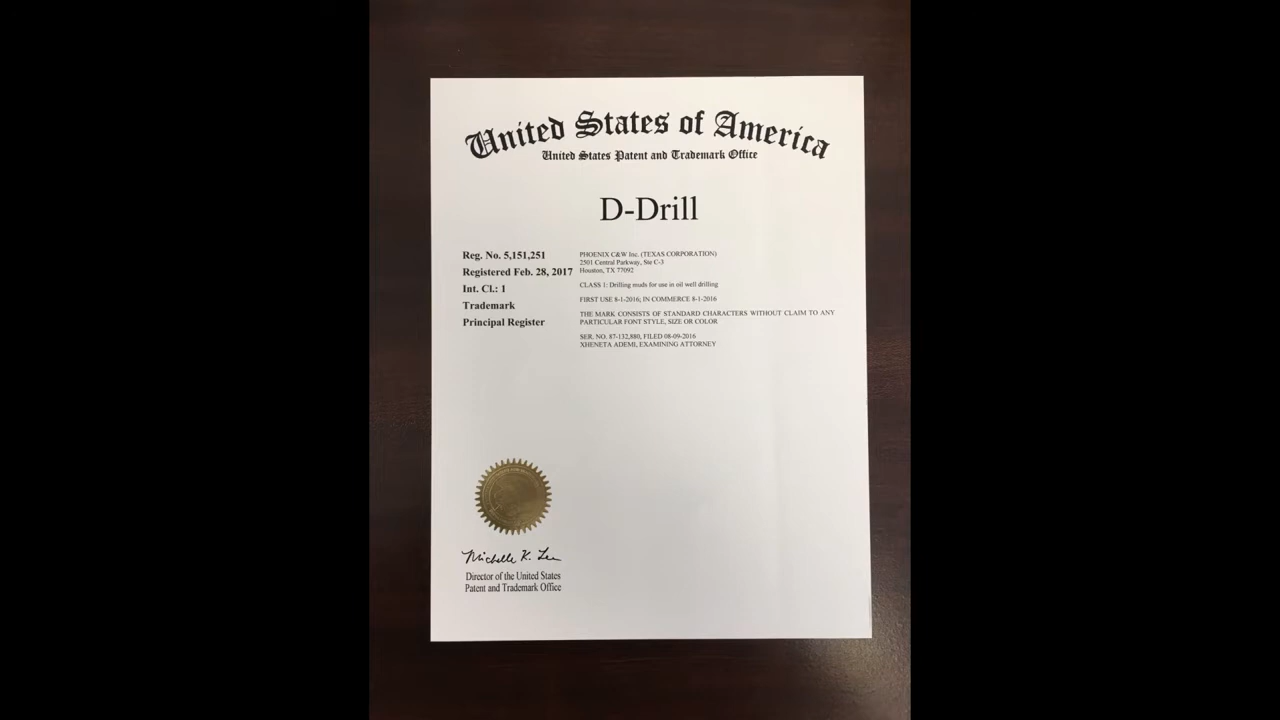 United States of America
United States Patent and Trademark Office
D-Drill
Reg. No. 5,151,251
Registered Feb. 28, 2017
Int. Cl.: 1
Trademark
Principal Register
PHOENIX C&W Inc. (TEXAS CORPORATION)
2501 Central Parkway, Ste C-3
Houston, TX 77092
CLASS 1: Drilling muds for use in oil well drilling
FIRST USE 8-1-2016; IN COMMERCE 8-1-2016
THE MARK CONSISTS OF STANDARD CHARACTERS WITHOUT CLAIM TO ANY
PARTICULAR FONT STYLE, SIZE OR COLOR
SER. NO. 87-132,880, FILED 08-09-2016
XHENETA ADEMI, EXAMINING ATTORNEY
Michelle K. Lee
Director of the United States
Patent and Trademark Office